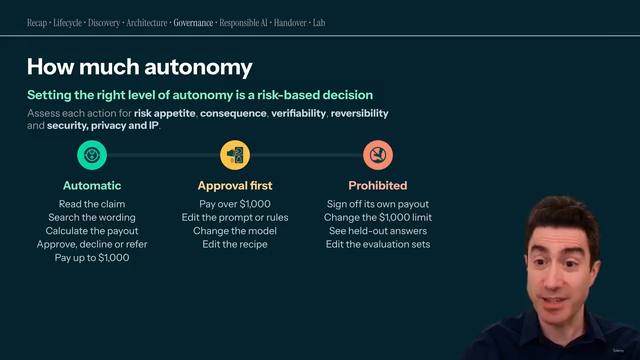 Recap • Lifecycle • Discovery • Architecture • Governance • Responsible AI • Handover • Lab
How much autonomy
Setting the right level of autonomy is a risk-based decision
Assess each action for risk appetite, consequence, verifiability, reversibility
and security, privacy and IP.
Automatic
Read the claim
Search the wording
Calculate the payout
Approve, decline or refer
Pay up to $1,000
Approval first
Pay over $1,000
Edit the prompt or rules
Change the model
Edit the recipe
Prohibited
Sign off its own payout
Change the $1,000 limit
See held-out answers
Edit the evaluation sets